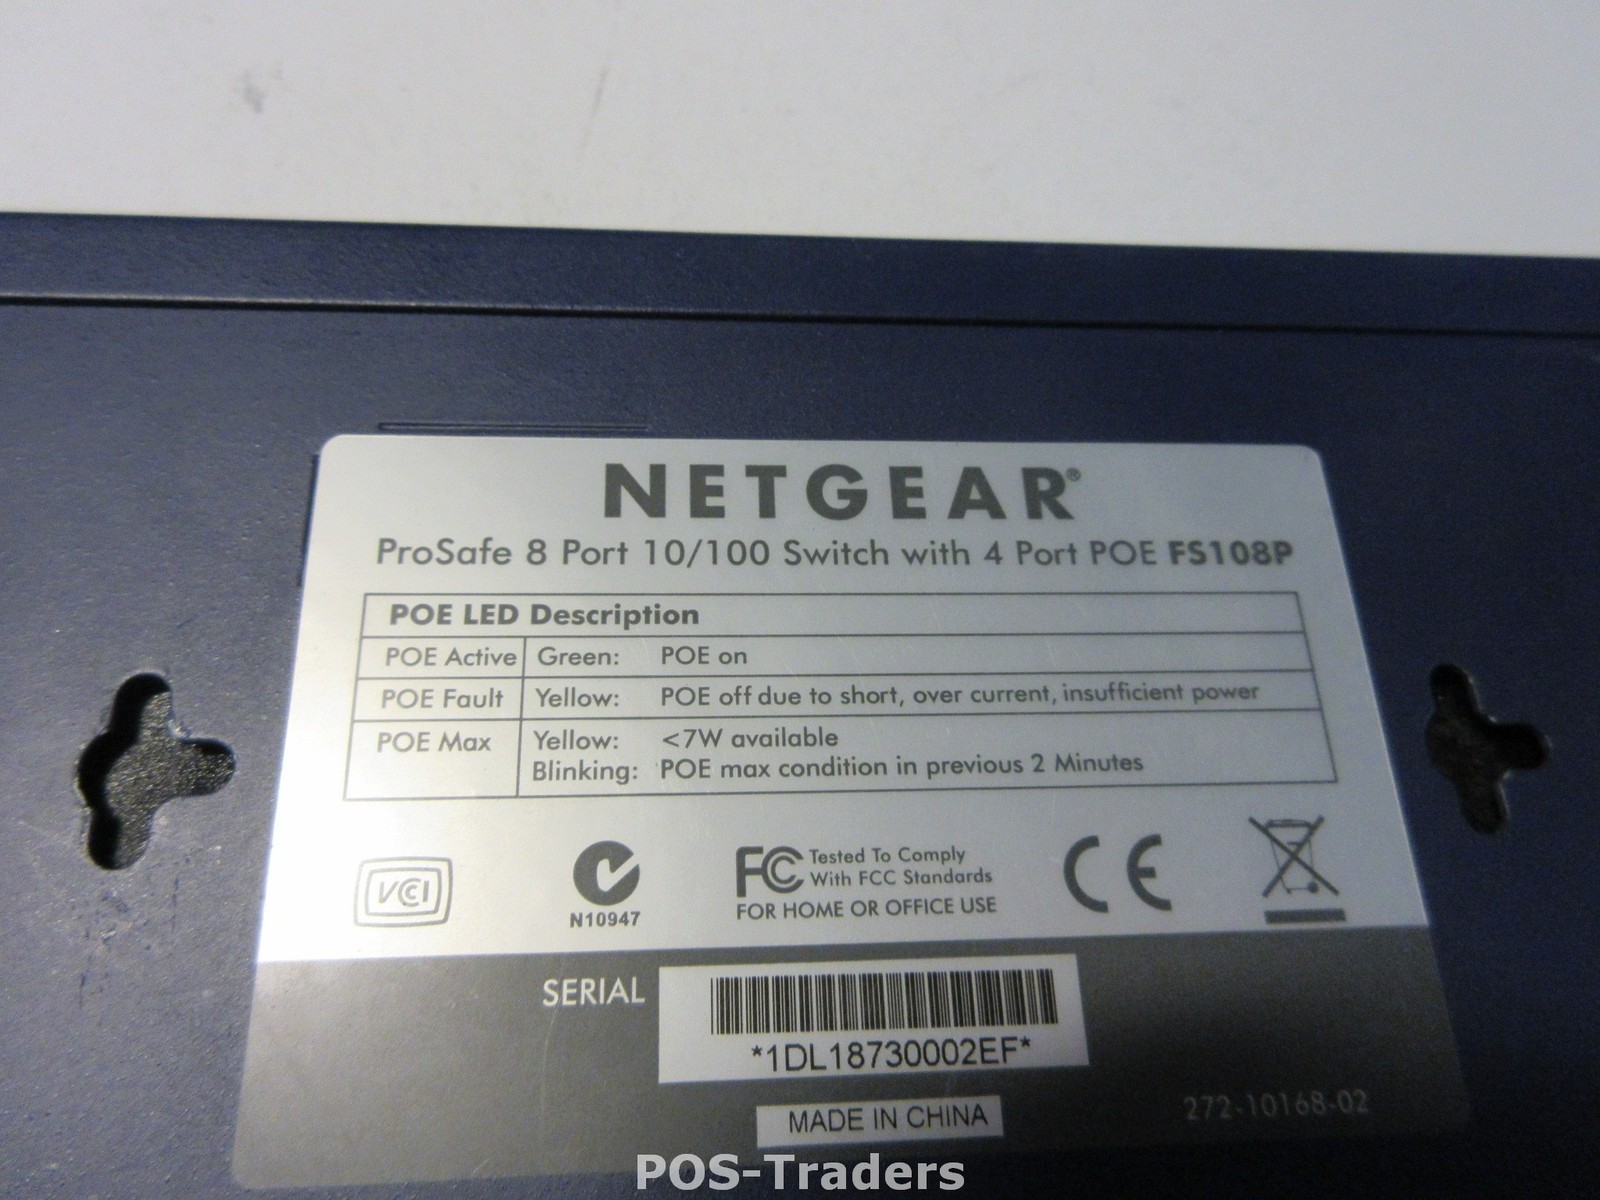 NETGEAR®
ProSafe 8 Port 10/100 Switch with 4 Port POE FS108P
POE LED Description
POE Active Green: POE on
POE Fault Yellow: POE off due to short, over current, insufficient power
POE Max Yellow: <7W available
Blinking: POE max condition in previous 2 Minutes
VCCI
N10947
FC Tested To Comply
With FCC Standards
FOR HOME OR OFFICE USE
CE
SERIAL
*1DL18730002EF*
MADE IN CHINA
272-10168-02
POS-Traders